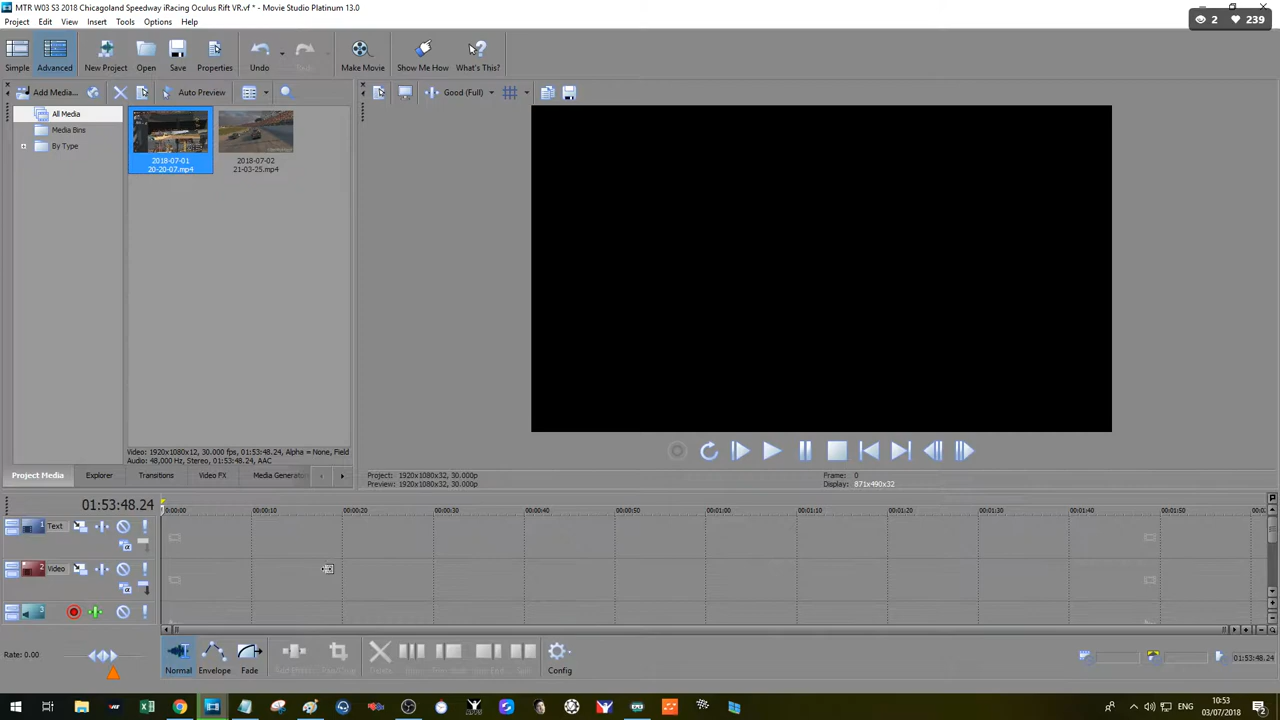 MTR W03 S3 2018 Chicagoland Speedway iRacing Oculus Rift VR.vf * - Movie Studio Platinum 13.0
2 239
Project Edit View Insert Tools Options Help
Simple Advanced New Project Open Save Properties Undo Make Movie Show Me How What's This?
Add Media... Auto Preview Good (Full)
All Media
Media Bins
By Type
2018-07-01
20-20-07.mp4
2018-07-02
21-03-25.mp4
Video: 1920x1080x12, 30.000 fps, 01:53:48.24, Alpha = None, Field
Audio: 48,000 Hz, Stereo, 01:53:48.24, AAC
Project Media Explorer Transitions Video FX Media Generato
Project: 1920x1080x32, 30.000p
Preview: 1920x1080x32, 30.000p
Frame: 0
Display: 871x490x32
01:53:48.24
0:00:00 00:00:10 00:00:20 00:00:30 00:00:40 00:00:50 00:01:00 00:01:10 00:01:20 00:01:30 00:01:40 00:01:50 00:0
1 Text
2 Video
3
Rate: 0.00
Normal Envelope Fade Config
01:53:48.24
ENG
10:53
03/07/2018
2